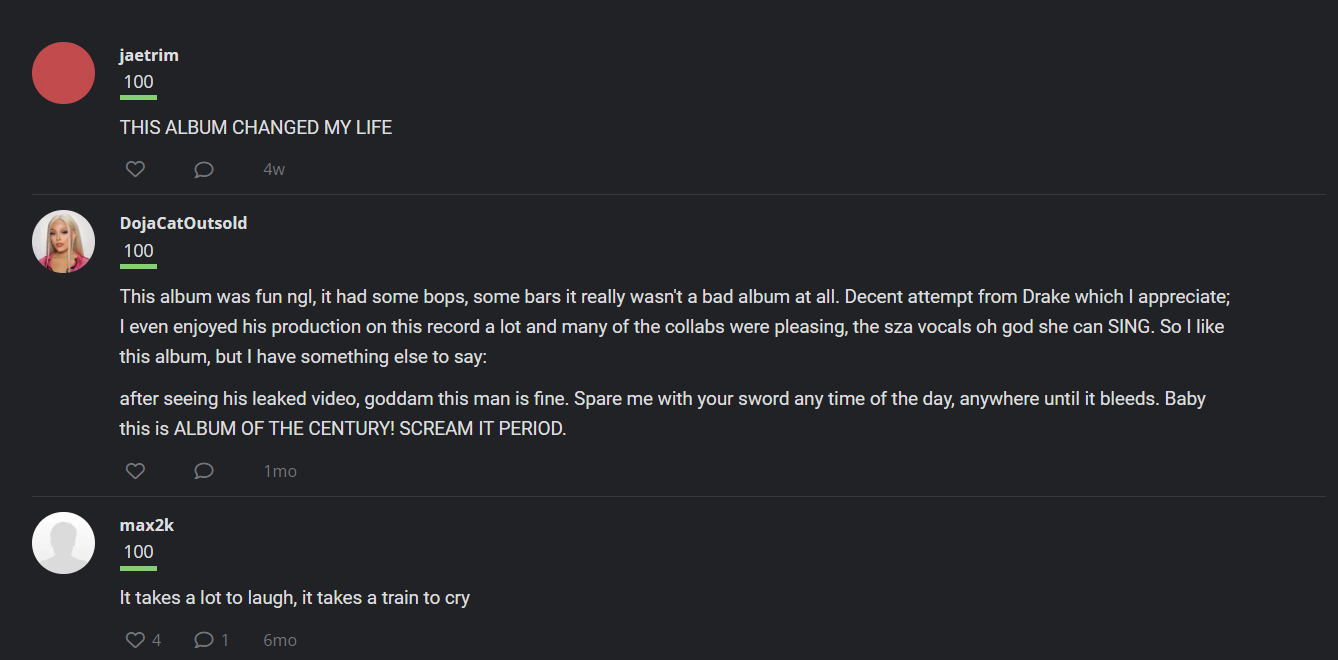 jaetrim
100
THIS ALBUM CHANGED MY LIFE
4w
DojaCatOutsold
100
This album was fun ngl, it had some bops, some bars it really wasn't a bad album at all. Decent attempt from Drake which I appreciate;
I even enjoyed his production on this record a lot and many of the collabs were pleasing, the sza vocals oh god she can SING. So I like
this album, but I have something else to say:
after seeing his leaked video, goddam this man is fine. Spare me with your sword any time of the day, anywhere until it bleeds. Baby
this is ALBUM OF THE CENTURY! SCREAM IT PERIOD.
1mo
max2k
100
It takes a lot to laugh, it takes a train to cry
4 1 6mo